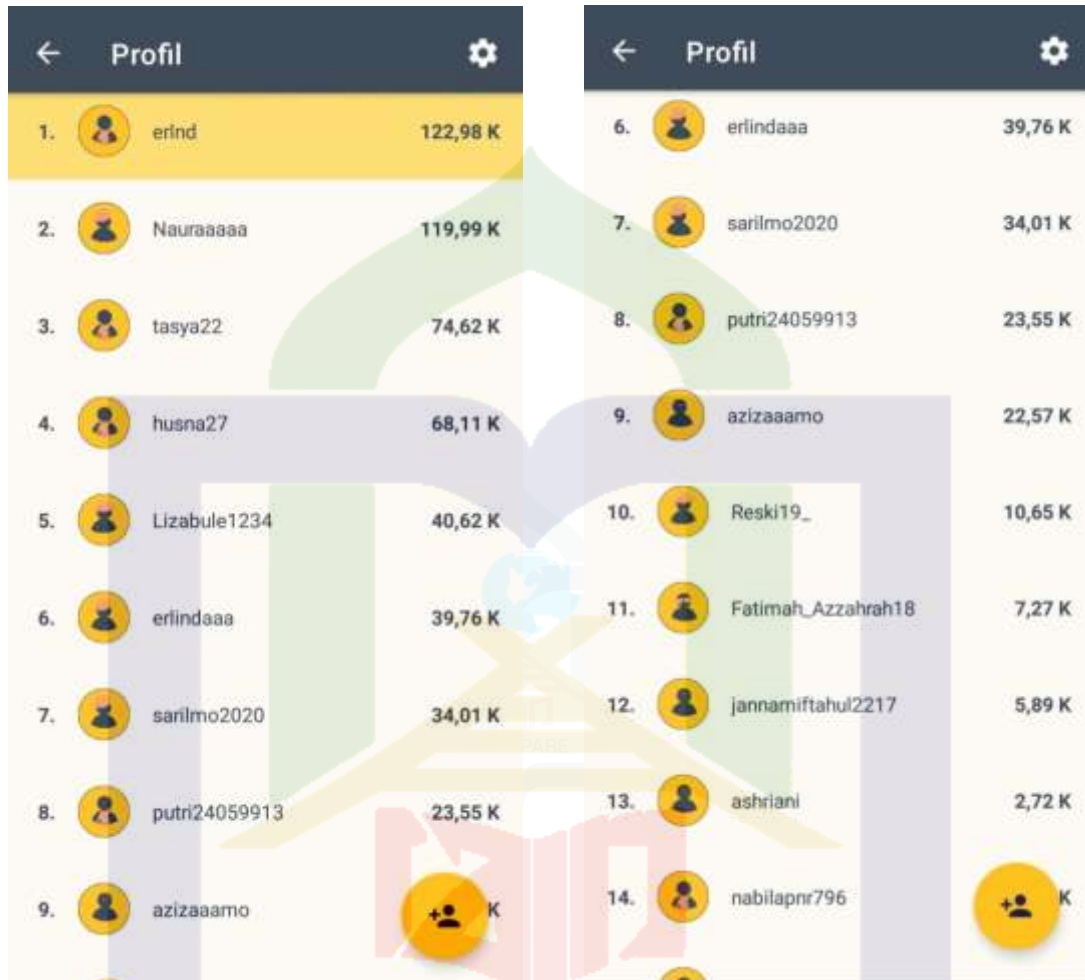 Profil
1. erlnd 122,98 K
2. Nauraaaaa 119,99 K
3. tasya22 74,62 K
4. husna27 68,11 K
5. Lizabule1234 40,62 K
6. erlindaaa 39,76 K
7. sarilmo2020 34,01 K
8. putri24059913 23,55 K
9. azizaaamo K
Profil
6. erlindaaa 39,76 K
7. sarilmo2020 34,01 K
8. putri24059913 23,55 K
9. azizaaamo 22,57 K
10. Reski19_ 10,65 K
11. Fatimah_Azzahrah18 7,27 K
12. jannamiftahul2217 5,89 K
13. ashriani 2,72 K
14. nabilapnr796 K